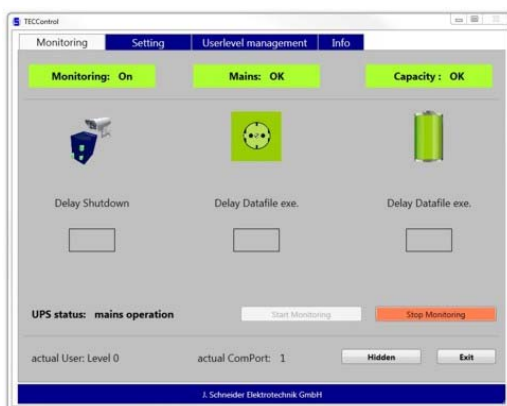 TECControl
Monitoring Setting Userlevel management Info
Monitoring: On Mains: OK Capacity : OK
Delay Shutdown Delay Datafile exe. Delay Datafile exe.
UPS status: mains operation Start Monitoring Stop Monitoring
actual User: Level 0 actual ComPort: 1 Hidden Exit
J. Schneider Elektrotechnik GmbH